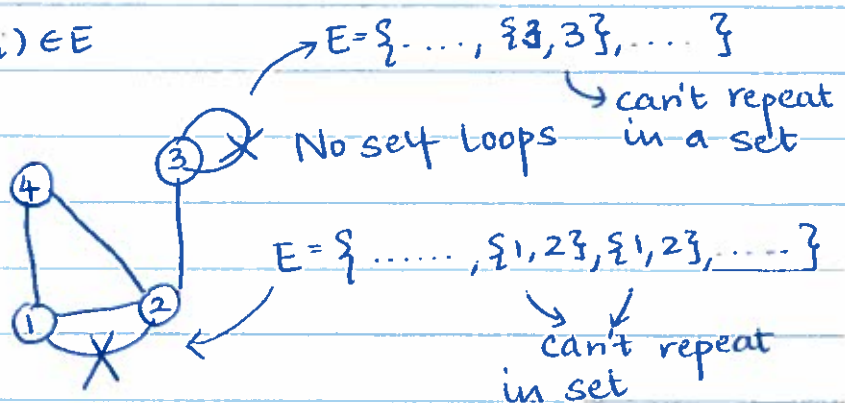 ) ∈ E
E = {...., {3,3},....}
can't repeat
in a set
3
No self loops
4
E = {......, {1,2},{1,2},......}
1
2
can't repeat
in set